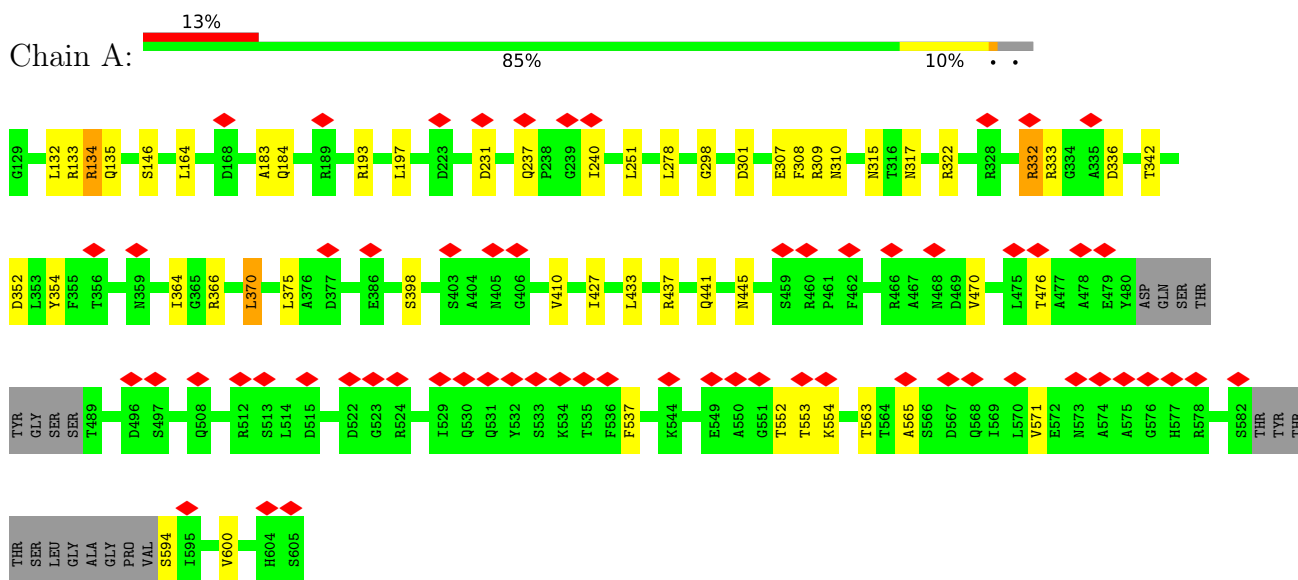 13%
Chain A:
85% 10% • •
G129 L132 R133 R134 Q135 S146 L164 D168 A183 Q184 R189 R193 L197 D223 D231 Q237 P238 G239 I240 L251 L278 G298 D301 E307 F308 R309 N310 N315 T316 N317 R322 R328 R332 R333 G334 A335 D336 T342
D352 L353 Y354 F355 T356 N359 I364 G365 R366 L370 L375 A376 D377 E386 S398 S403 A404 N405 G406 V410 I427 L433 R437 Q441 N445 S459 R460 P461 F462 R466 A467 N468 D469 V470 L475 T476 A477 A478 E479 Y480 ASP GLN SER THR
TYR GLY SER SER T489 D496 S497 Q508 R512 S513 L514 D515 D522 G523 R524 I529 Q530 Q531 Y532 S533 K534 T535 F536 F537 K544 E549 A550 G551 T552 T553 K554 T563 T564 A565 S566 D567 Q568 I569 L570 V571 E572 N573 A574 A575 G576 H577 R578 S582 THR TYR THR
THR SER LEU GLY ALA GLY PRO VAL S594 I595 V600 H604 S605